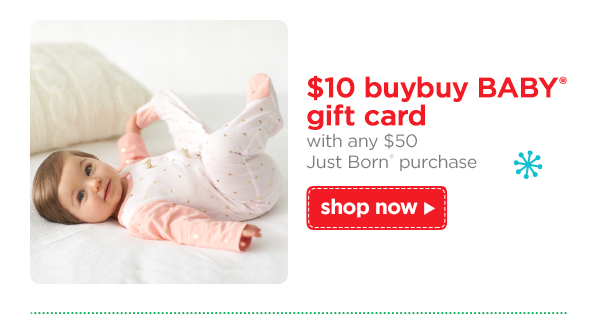 $10 buybuy BABY®
gift card
with any $50
Just Born® purchase
shop now